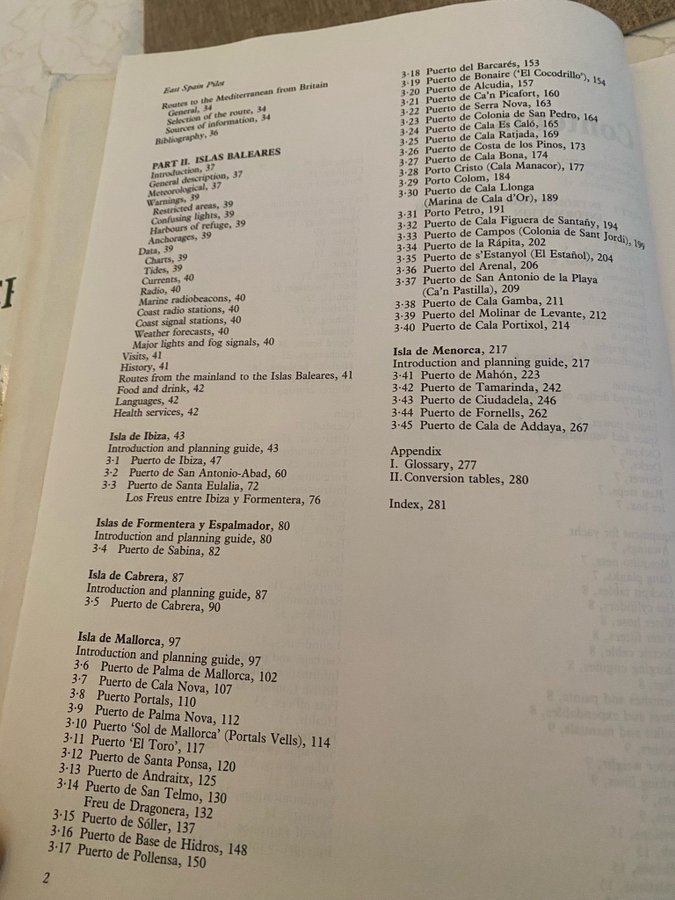 East Spain Pilot
Routes to the Mediterranean from Britain
General, 34
Selection of the route, 34
Sources of information, 34
Bibliography, 36
PART II. ISLAS BALEARES
Introduction, 37
General description, 37
Meteorological, 37
Warnings, 39
Restricted areas, 39
Confusing lights, 39
Harbours of refuge, 39
Anchorages, 39
Data, 39
Charts, 39
Tides, 39
Currents, 40
Radio, 40
Marine radiobeacons, 40
Coast radio stations, 40
Coast signal stations, 40
Weather forecasts, 40
Major lights and fog signals, 40
Visits, 41
History, 41
Routes from the mainland to the Islas Baleares, 41
Food and drink, 42
Languages, 42
Health services, 42
Isla de Ibiza, 43
Introduction and planning guide, 43
3·1 Puerto de Ibiza, 47
3·2 Puerto de San Antonio-Abad, 60
3·3 Puerto de Santa Eulalia, 72
Los Freus entre Ibiza y Formentera, 76
Islas de Formentera y Espalmador, 80
Introduction and planning guide, 80
3·4 Puerto de Sabina, 82
Isla de Cabrera, 87
Introduction and planning guide, 87
3·5 Puerto de Cabrera, 90
Isla de Mallorca, 97
Introduction and planning guide, 97
3·6 Puerto de Palma de Mallorca, 102
3·7 Puerto de Cala Nova, 107
3·8 Puerto Portals, 110
3·9 Puerto de Palma Nova, 112
3·10 Puerto 'Sol de Mallorca' (Portals Vells), 114
3·11 Puerto 'El Toro', 117
3·12 Puerto de Santa Ponsa, 120
3·13 Puerto de Andraitx, 125
3·14 Puerto de San Telmo, 130
Freu de Dragonera, 132
3·15 Puerto de Sóller, 137
3·16 Puerto de Base de Hidros, 148
3·17 Puerto de Pollensa, 150
2
3·18 Puerto del Barcarés, 153
3·19 Puerto de Bonaire ('El Cocodrillo'), 154
3·20 Puerto de Alcudia, 157
3·21 Puerto de Ca'n Picafort, 160
3·22 Puerto de Serra Nova, 163
3·23 Puerto de Colonia de San Pedro, 164
3·24 Puerto de Cala Es Caló, 165
3·25 Puerto de Cala Ratjada, 169
3·26 Puerto de Costa de los Pinos, 173
3·27 Puerto de Cala Bona, 174
3·28 Porto Cristo (Cala Manacor), 177
3·29 Porto Colom, 184
3·30 Puerto de Cala Llonga
(Marina de Cala d'Or), 189
3·31 Porto Petro, 191
3·32 Puerto de Cala Figuera de Santañy, 194
3·33 Puerto de Campos (Colonia de Sant Jordi), 199
3·34 Puerto de la Rápita, 202
3·35 Puerto de s'Estanyol (El Estañol), 204
3·36 Puerto del Arenal, 206
3·37 Puerto de San Antonio de la Playa
(Ca'n Pastilla), 209
3·38 Puerto de Cala Gamba, 211
3·39 Puerto del Molinar de Levante, 212
3·40 Puerto de Cala Portixol, 214
Isla de Menorca, 217
Introduction and planning guide, 217
3·41 Puerto de Mahón, 223
3·42 Puerto de Tamarinda, 242
3·43 Puerto de Ciudadela, 246
3·44 Puerto de Fornells, 262
3·45 Puerto de Cala de Addaya, 267
Appendix
I. Glossary, 277
II. Conversion tables, 280
Index, 281